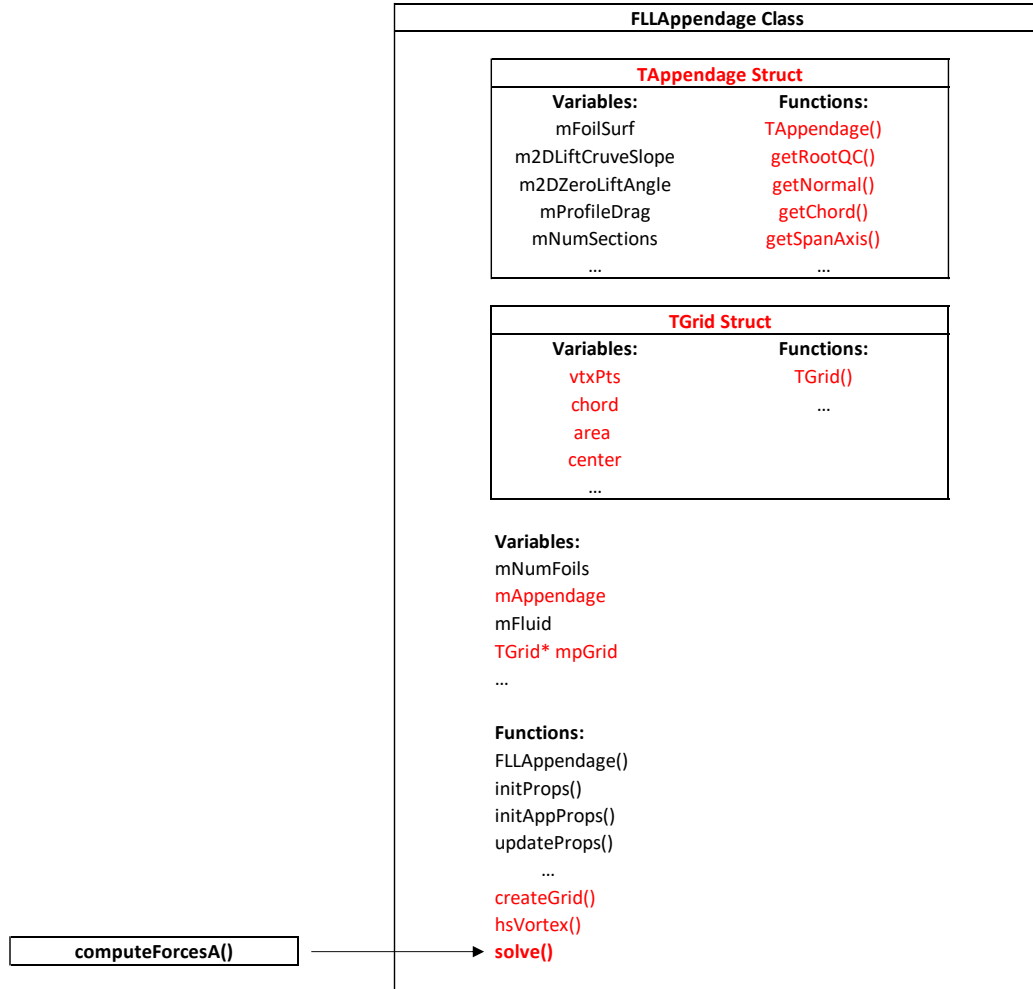 FLLAppendage Class
TAppendage Struct
Variables: Functions:
mFoilSurf TAppendage()
m2DLiftCruveSlope getRootQC()
m2DZeroLiftAngle getNormal()
mProfileDrag getChord()
mNumSections getSpanAxis()
... ...
TGrid Struct
Variables: Functions:
vtxPts TGrid()
chord ...
area
center
...
Variables:
mNumFoils
mAppendage
mFluid
TGrid* mpGrid
...
Functions:
FLLAppendage()
initProps()
initAppProps()
updateProps()
...
createGrid()
hsVortex()
computeForcesA() solve()